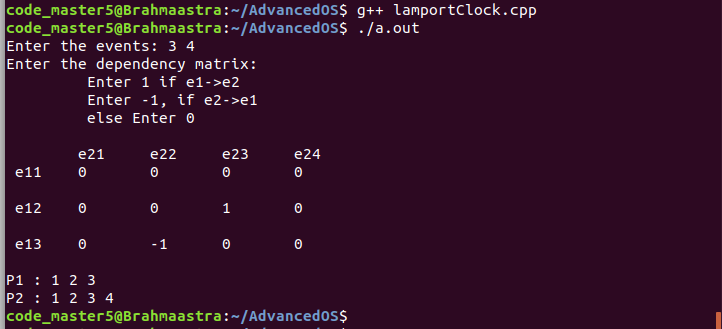 code_master5@Brahmaastra:~/AdvancedOS$ g++ lamportClock.cpp
code_master5@Brahmaastra:~/AdvancedOS$ ./a.out
Enter the events: 3 4
Enter the dependency matrix:
Enter 1 if e1->e2
Enter -1, if e2->e1
else Enter 0
e21 e22 e23 e24
e11 0 0 0 0
e12 0 0 1 0
e13 0 -1 0 0
P1 : 1 2 3
P2 : 1 2 3 4
code_master5@Brahmaastra:~/AdvancedOS$